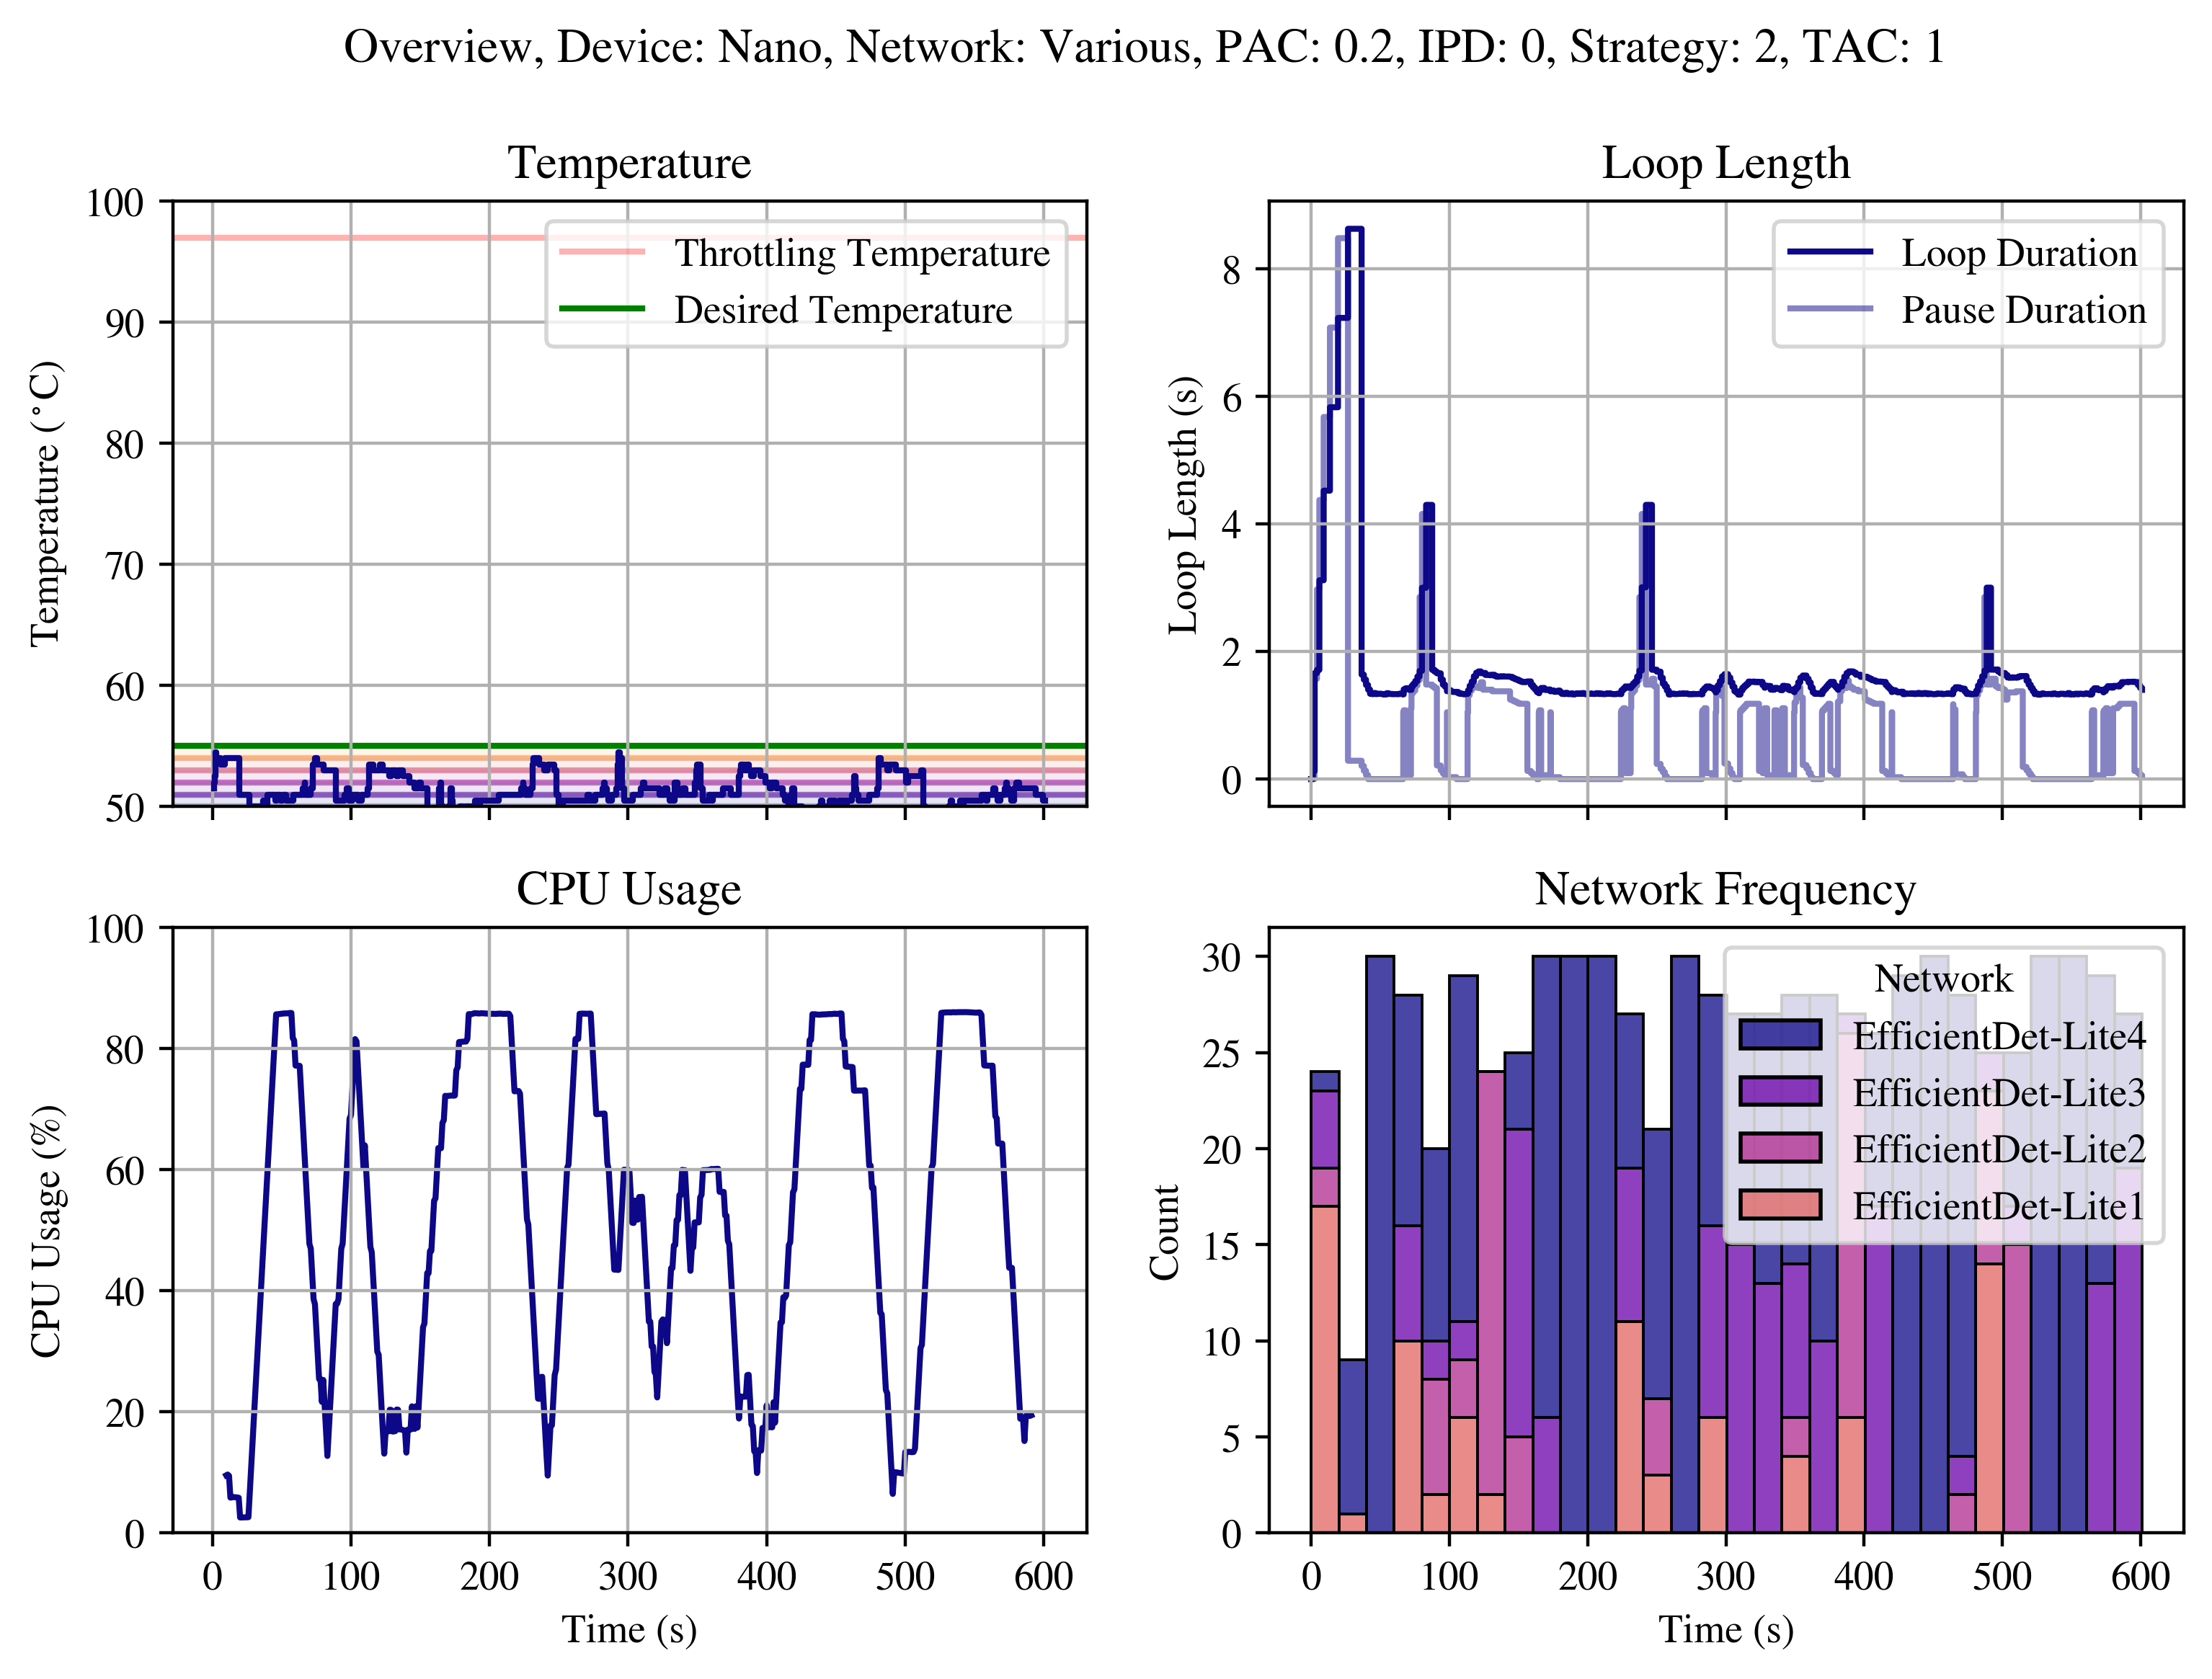 Overview, Device: Nano, Network: Various, PAC: 0.2, IPD: 0, Strategy: 2, TAC: 1
Temperature
100
90
80
70
60
50
Temperature (°C)
Throttling Temperature
Desired Temperature
Loop Length
8
6
4
2
0
Loop Length (s)
Loop Duration
Pause Duration
CPU Usage
100
80
60
40
20
0
CPU Usage (%)
0 100 200 300 400 500 600
Time (s)
Network Frequency
30
25
20
15
10
5
0
Count
Network
EfficientDet-Lite4
EfficientDet-Lite3
EfficientDet-Lite2
EfficientDet-Lite1
0 100 200 300 400 500 600
Time (s)